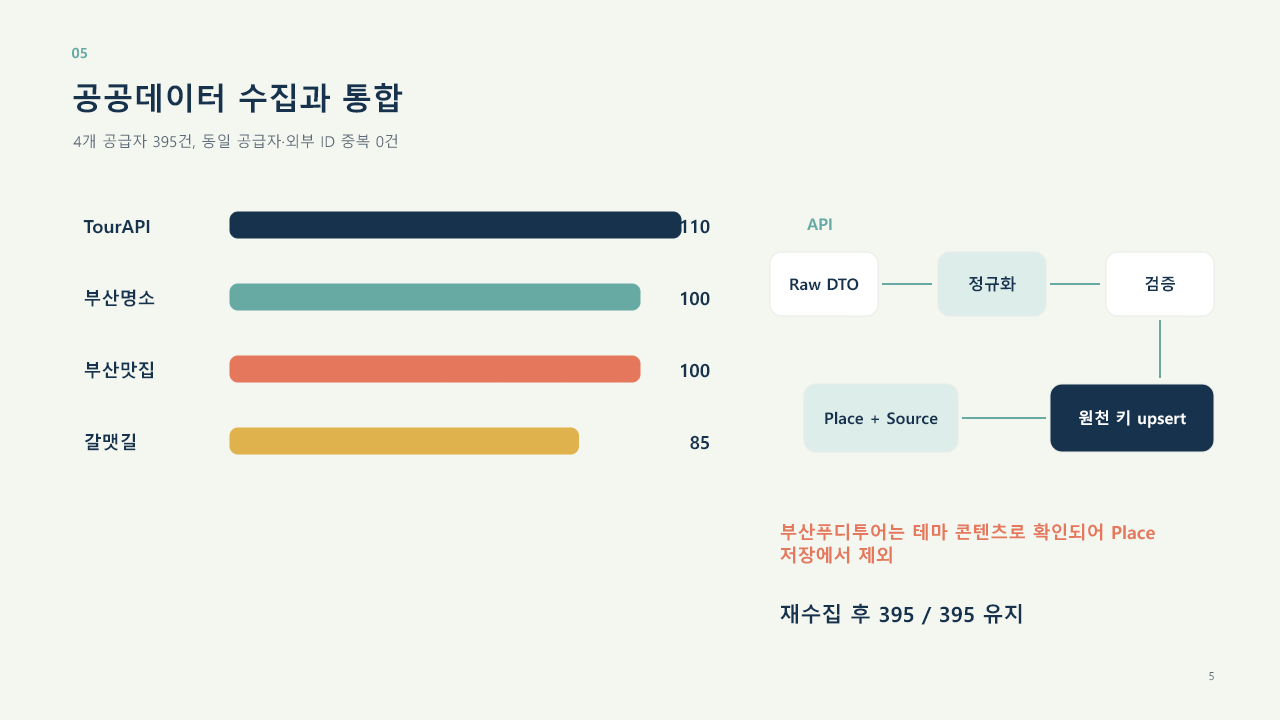 05
공공데이터 수집과 통합
4개 공급자 395건, 동일 공급자·외부 ID 중복 0건
TourAPI
110
부산명소
100
부산맛집
100
갈맷길
85
API
Raw DTO
정규화
검증
Place + Source
원천 키 upsert
부산푸디투어는 테마 콘텐츠로 확인되어 Place
저장에서 제외
재수집 후 395 / 395 유지
5